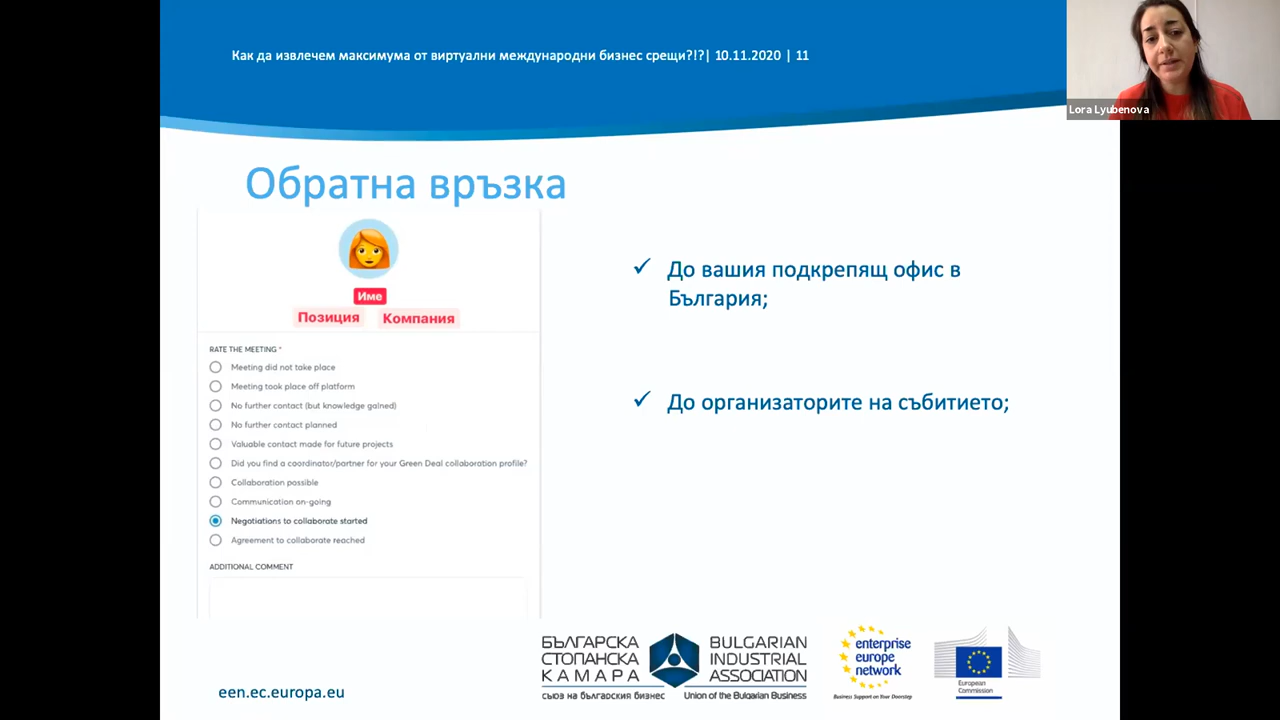 Как да извлечем максимума от виртуални международни бизнес срещи?!?| 10.11.2020 | 11
Lora Lyubenova
Обратна връзка
Име
Позиция Компания
RATE THE MEETING *
Meeting did not take place
Meeting took place off platform
No further contact (but knowledge gained)
No further contact planned
Valuable contact made for future projects
Did you find a coordinator/partner for your Green Deal collaboration profile?
Collaboration possible
Communication on-going
Negotiations to collaborate started
Agreement to collaborate reached
ADDITIONAL COMMENT
✓ До вашия подкрепящ офис в
България;
✓ До организаторите на събитието;
een.ec.europa.eu
БЪЛГАРСКА
СТОПАНСКА
КАМАРА
съюз на българския бизнес
BULGARIAN
INDUSTRIAL
ASSOCIATION
Union of the Bulgarian Business
enterprise
europe
network
Business Support on Your Doorstep
European
Commission